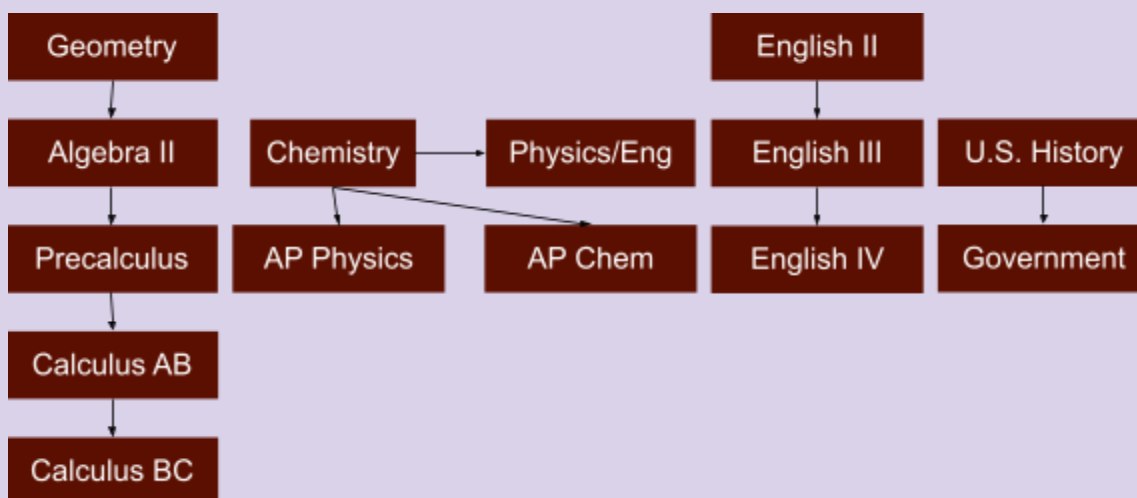 Geometry
English II
Algebra II
Chemistry
Physics/Eng
English III
U.S. History
Precalculus
AP Physics
AP Chem
English IV
Government
Calculus AB
Calculus BC